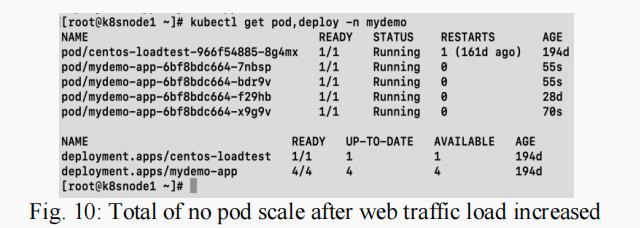 [root@k8snode1 ~]# kubectl get pod,deploy -n mydemo
NAME READY STATUS RESTARTS AGE
pod/centos-loadtest-966f54885-8g4mx 1/1 Running 1 (161d ago) 194d
pod/mydemo-app-6bf8bdc664-7nbsp 1/1 Running 0 55s
pod/mydemo-app-6bf8bdc664-bdr9v 1/1 Running 0 55s
pod/mydemo-app-6bf8bdc664-f29hb 1/1 Running 0 28d
pod/mydemo-app-6bf8bdc664-x9g9v 1/1 Running 0 70s
NAME READY UP-TO-DATE AVAILABLE AGE
deployment.apps/centos-loadtest 1/1 1 1 194d
deployment.apps/mydemo-app 4/4 4 4 194d
[root@k8snode1 ~]#
Fig. 10: Total of no pod scale after web traffic load increased